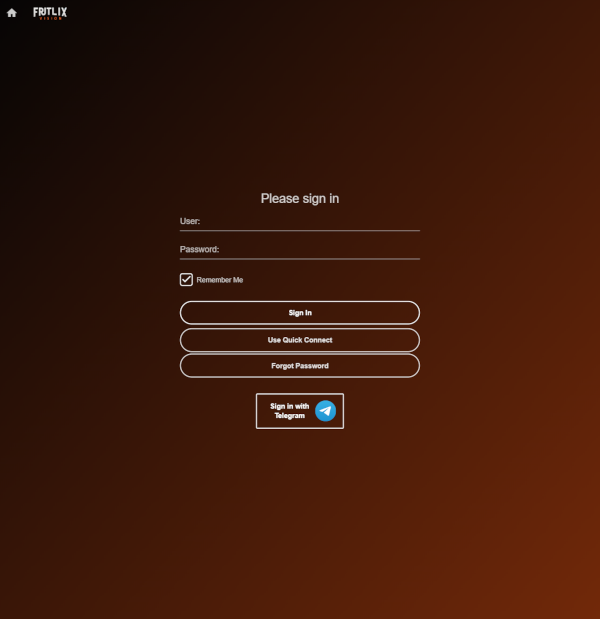 FRITLIX
VISION
Please sign in
User:
Password:
Remember Me
Sign In
Use Quick Connect
Forgot Password
Sign in with
Telegram